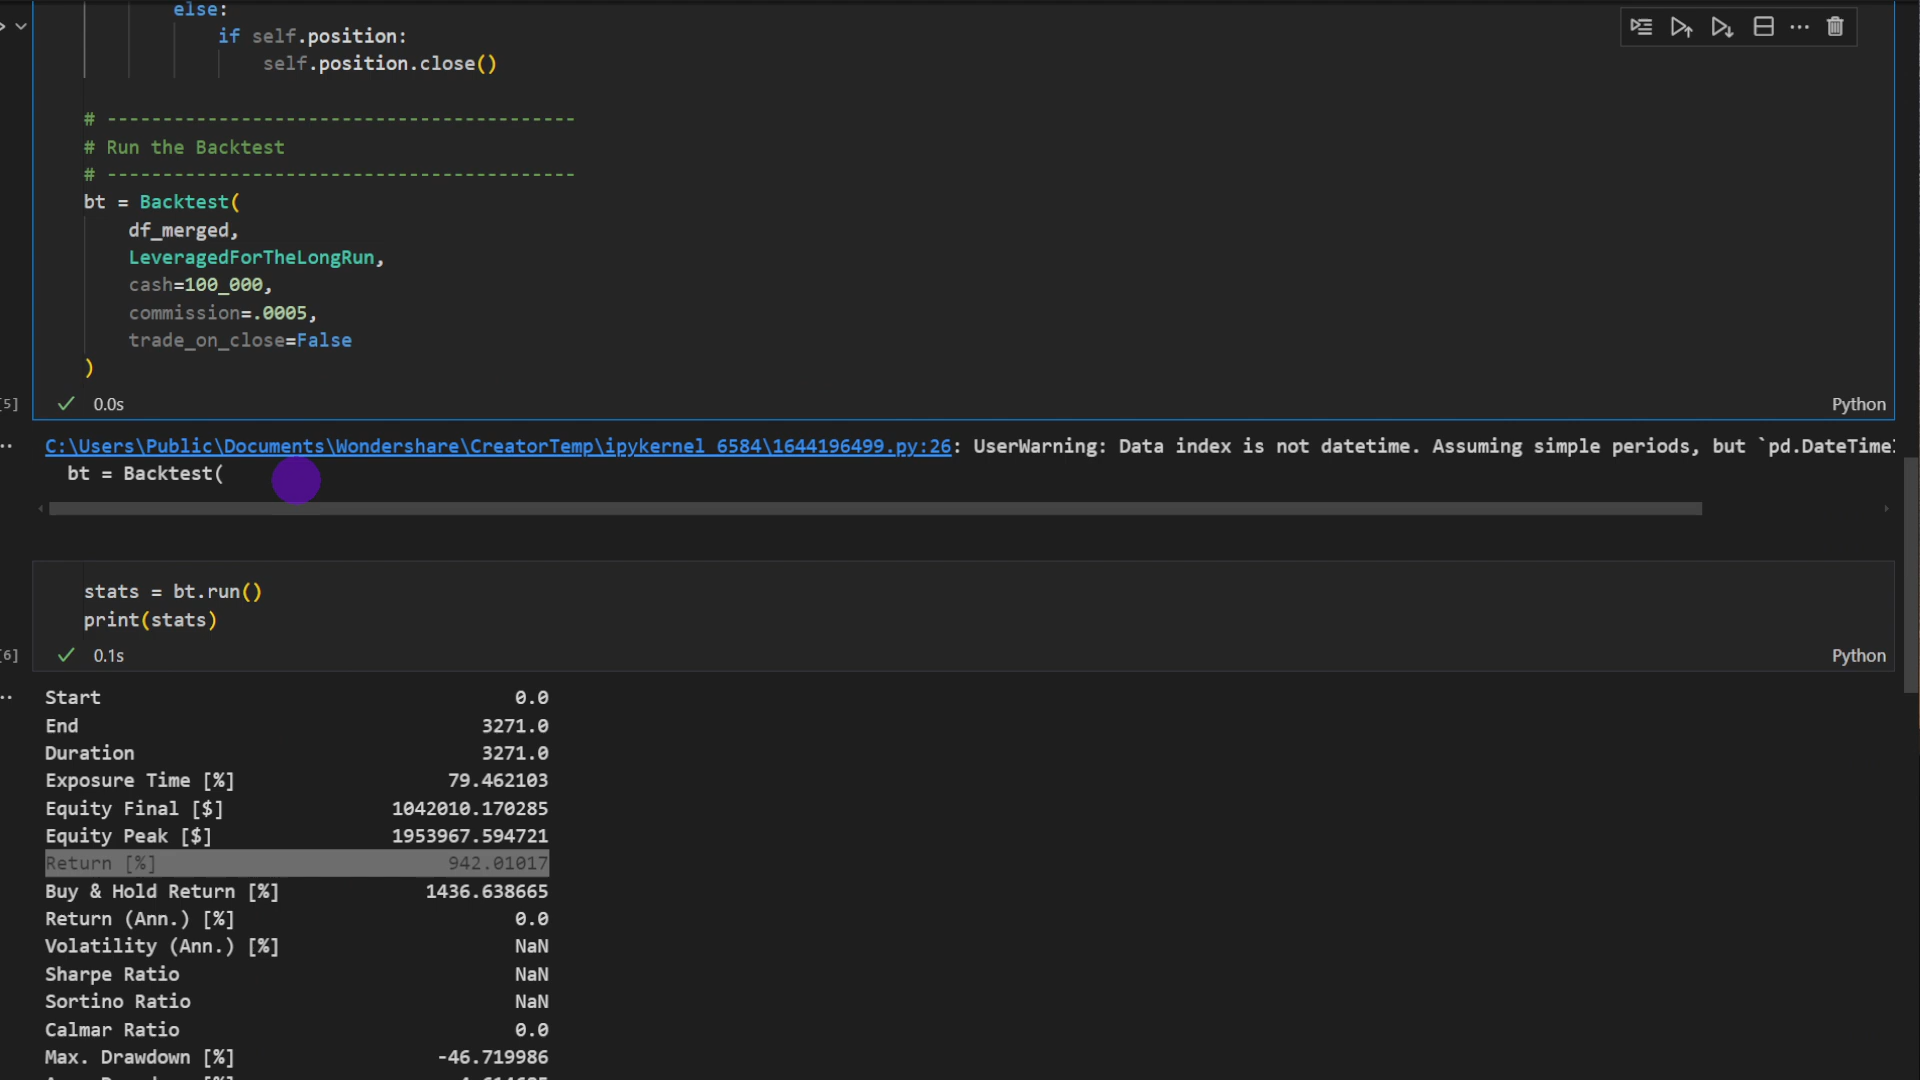 else:
if self.position:
self.position.close()
# ------------------------------------------
# Run the Backtest
# ------------------------------------------
bt = Backtest(
df_merged,
LeveragedForTheLongRun,
cash=100_000,
commission=.0005,
trade_on_close=False
)
[5]
0.0s
Python
C:\Users\Public\Documents\Wondershare\CreatorTemp\ipykernel_6584\1644196499.py:26: UserWarning: Data index is not datetime. Assuming simple periods, but `pd.DateTimeI
bt = Backtest(
stats = bt.run()
print(stats)
[6]
0.1s
Python
Start 0.0
End 3271.0
Duration 3271.0
Exposure Time [%] 79.462103
Equity Final [$] 1042010.170285
Equity Peak [$] 1953967.594721
Return [%] 942.01017
Buy & Hold Return [%] 1436.638665
Return (Ann.) [%] 0.0
Volatility (Ann.) [%] NaN
Sharpe Ratio NaN
Sortino Ratio NaN
Calmar Ratio 0.0
Max. Drawdown [%] -46.719986